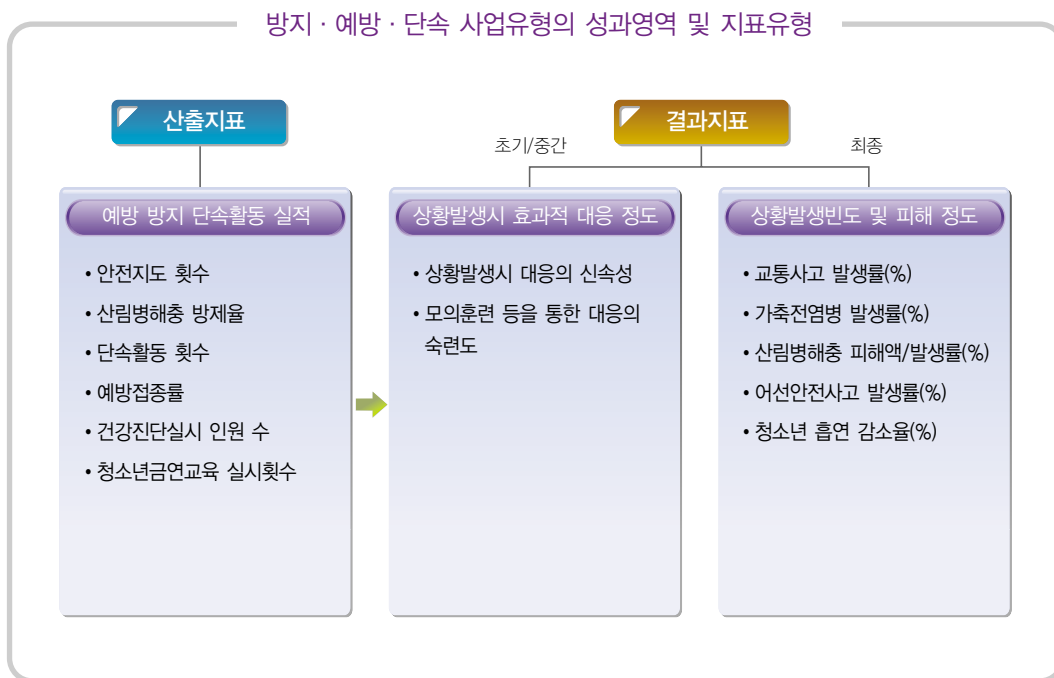 방지 · 예방 · 단속 사업유형의 성과영역 및 지표유형
산출지표
결과지표
초기/중간
최종
예방 방지 단속활동 실적
• 안전지도 횟수
• 산림병해충 방제율
• 단속활동 횟수
• 예방접종률
• 건강진단실시 인원 수
• 청소년금연교육 실시횟수
상황발생시 효과적 대응 정도
• 상황발생시 대응의 신속성
• 모의훈련 등을 통한 대응의
숙련도
상황발생빈도 및 피해 정도
• 교통사고 발생률(%)
• 가축전염병 발생률(%)
• 산림병해충 피해액/발생률(%)
• 어선안전사고 발생률(%)
• 청소년 흡연 감소율(%)